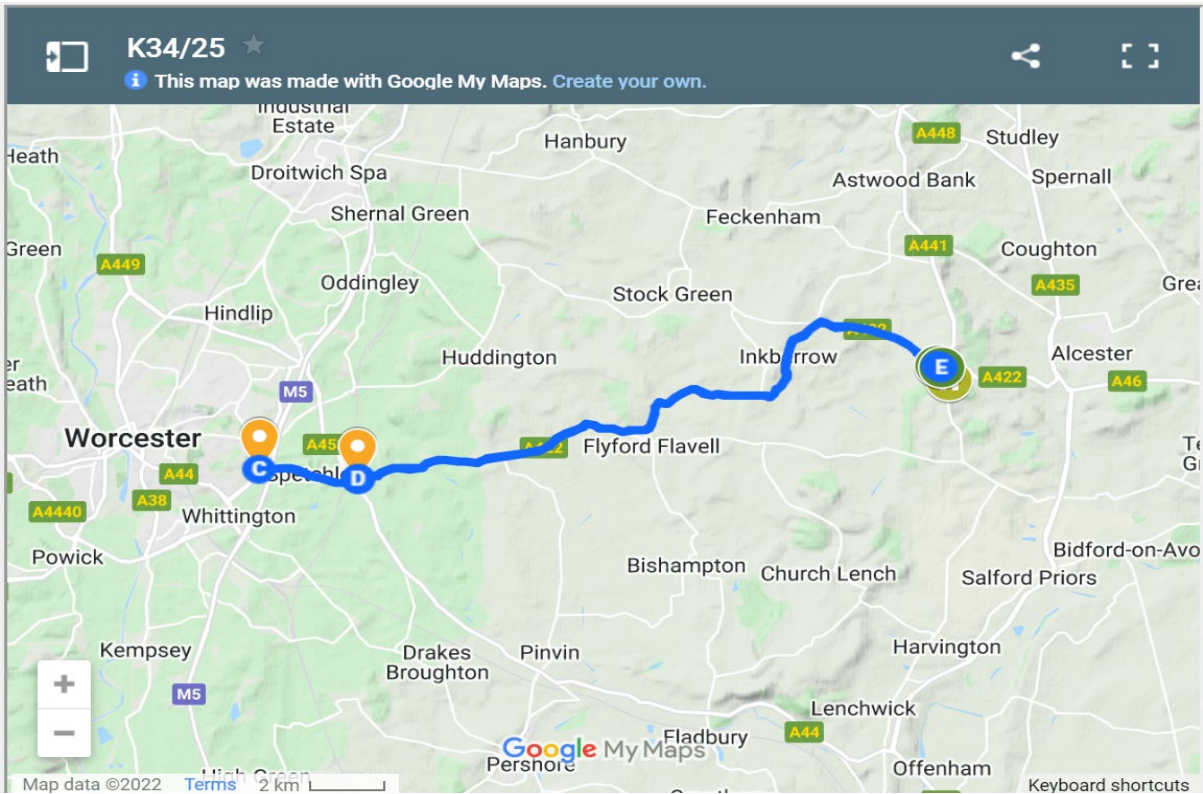 K34/25
This map was made with Google My Maps. Create your own.
Industrial
Estate
Hanbury
A448
Studley
Heath
Droitwich Spa
Astwood Bank
Spernall
Shernal Green
Feckenham
Green
A449
A441
Coughton
Oddingley
Stock Green
A435
Hindlip
Huddington
Inkberrow
Alcester
M5
E
A422
A46
Worcester
A44
C
D
Flyford Flavell
A38
Whittington
A4440
Powick
Bishampton
Church Lench
Bidford-on-Avo
Salford Priors
Kempsey
Drakes
Broughton
Pinvin
Harvington
M5
Lenchwick
Fladbury
A44
Google My Maps
Pershore
Offenham
Map data ©2022
Terms
2 km
Keyboard shortcuts